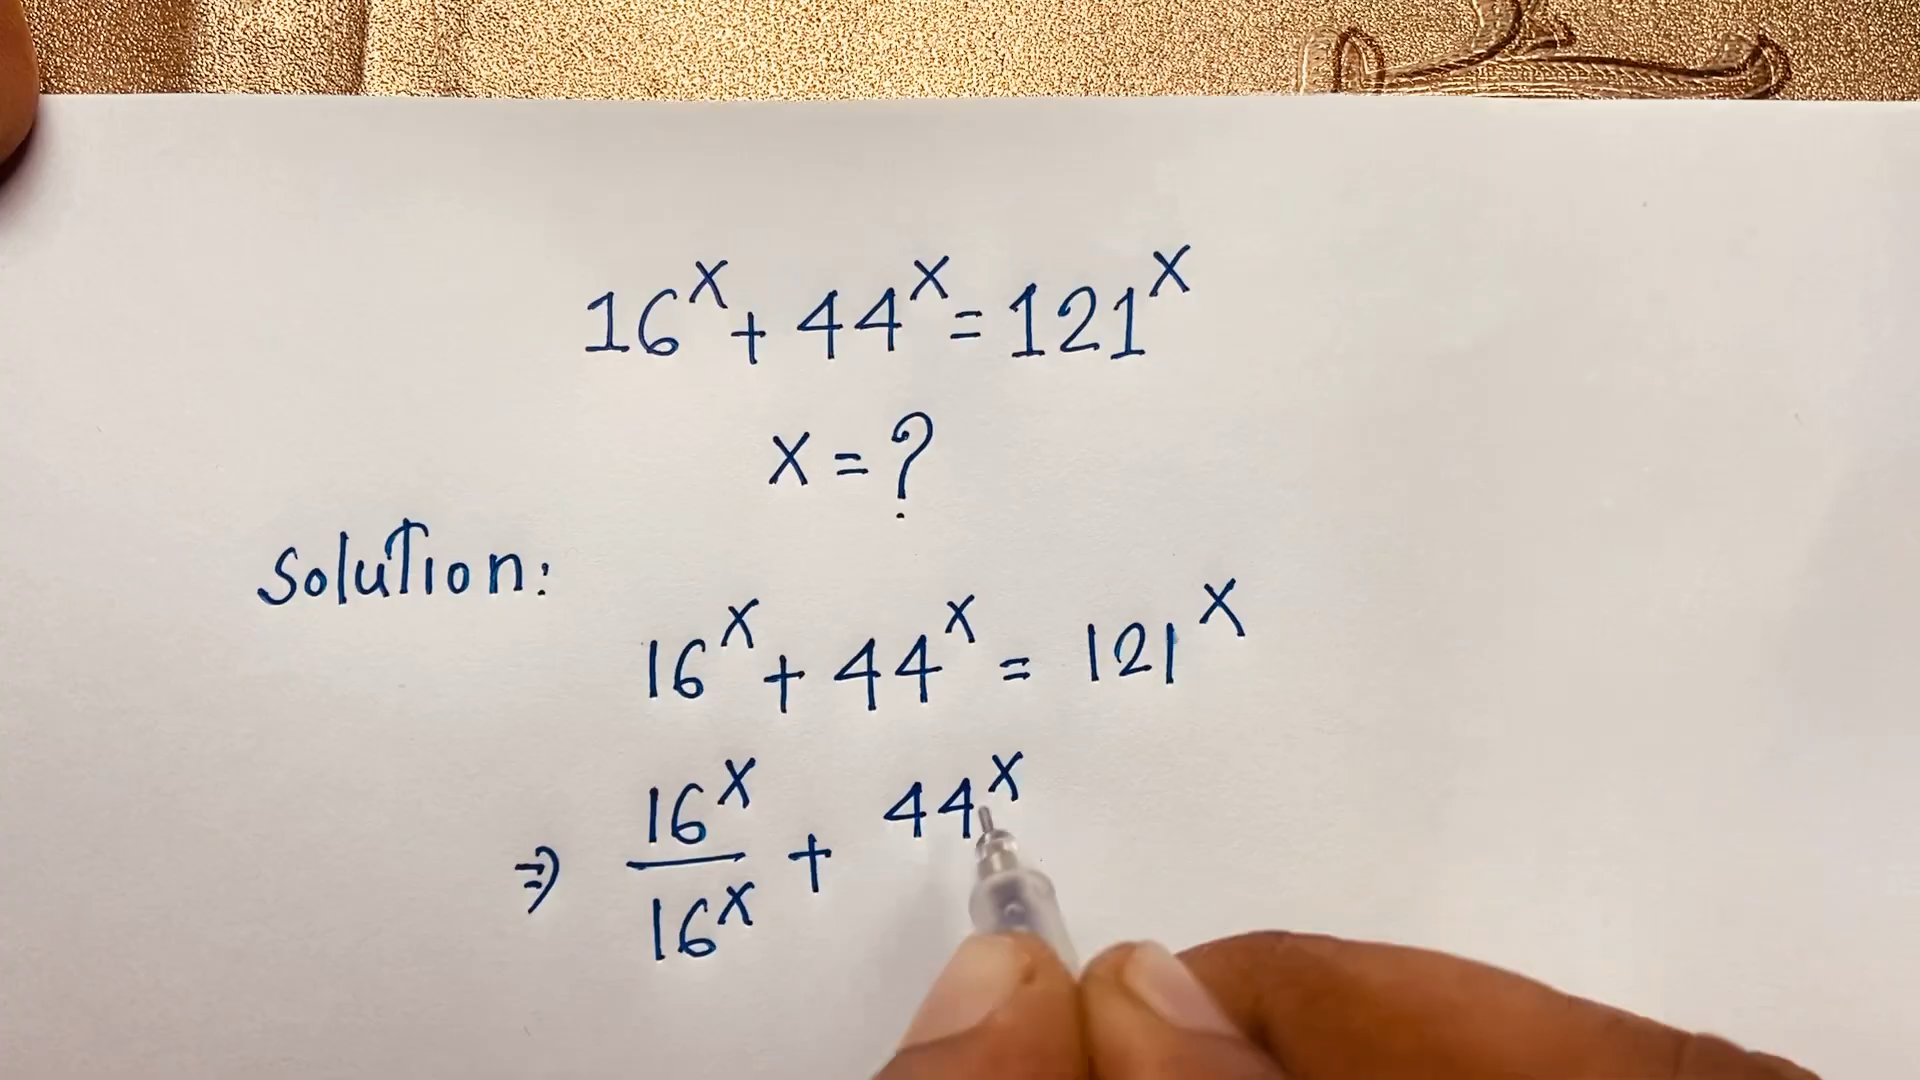 16^x + 44^x = 121^x
x = ?
Solution:
16^x + 44^x = 121^x
⇒ 16^x/16^x + 44^x